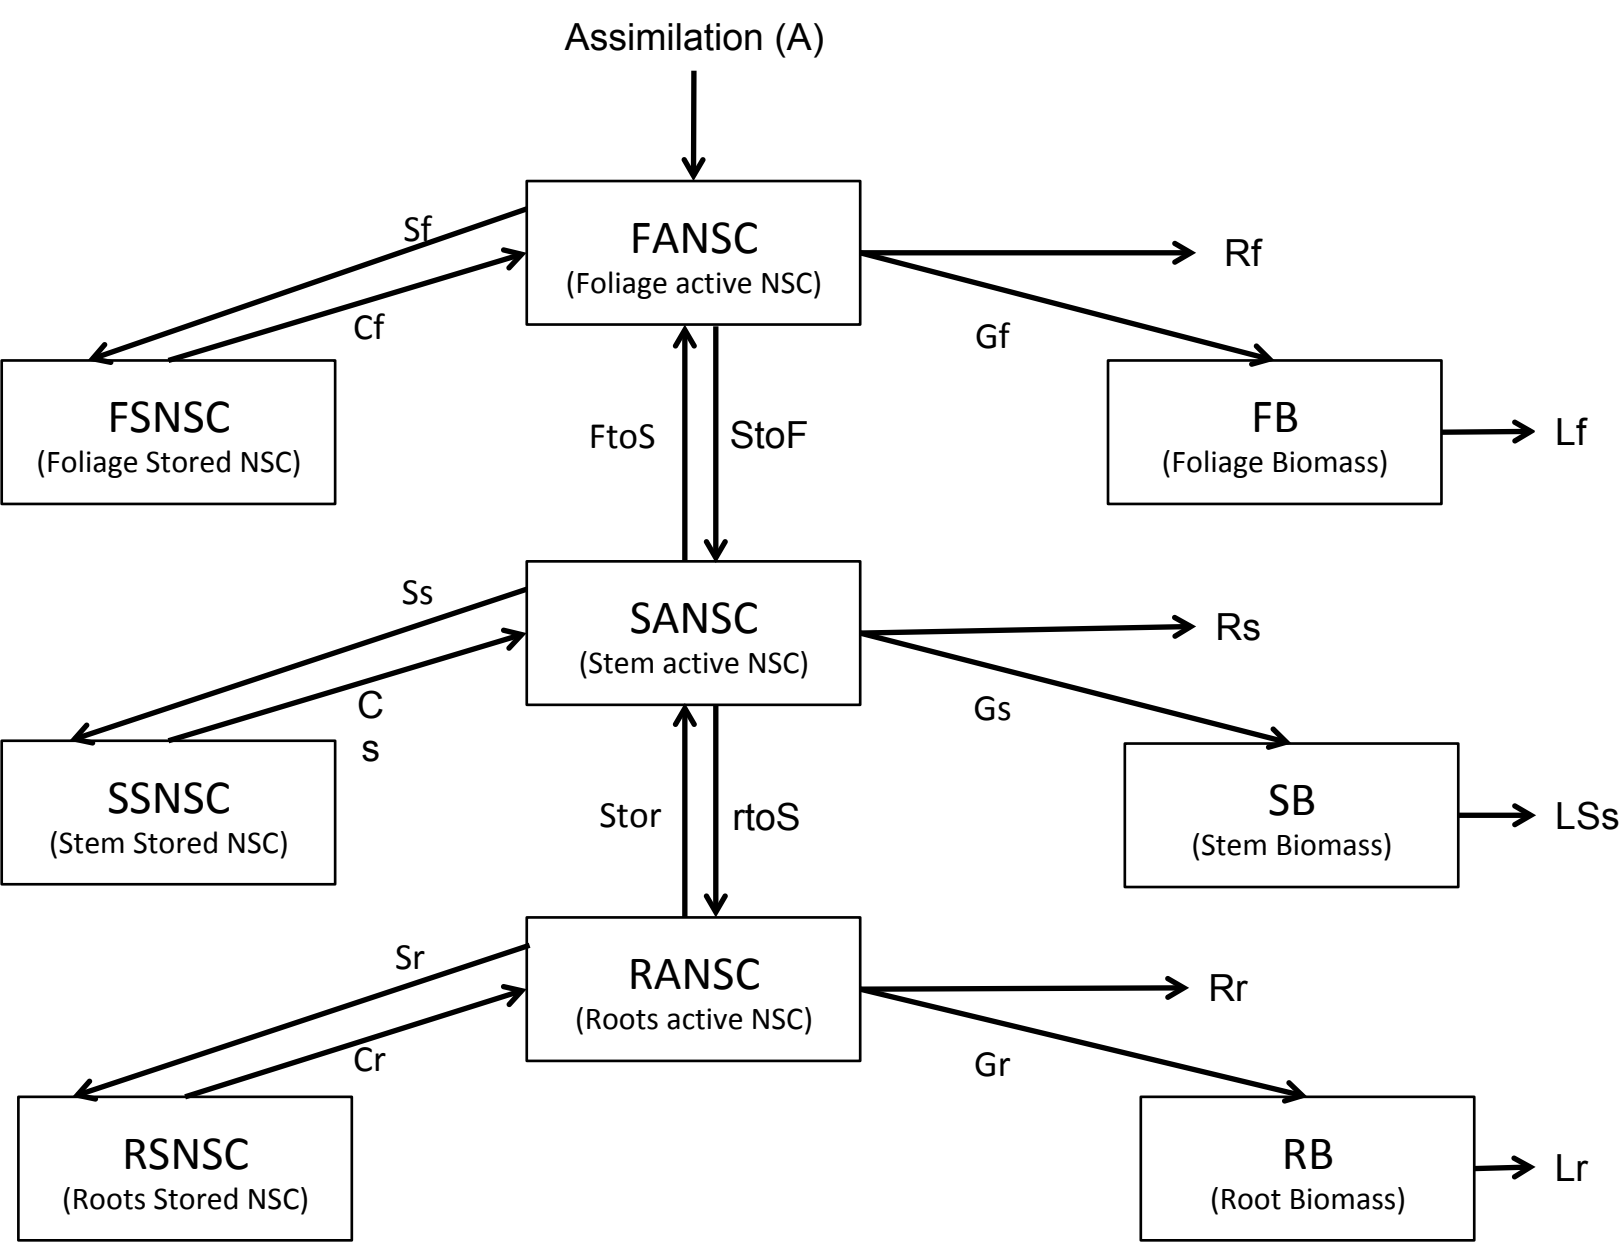 Assimilation (A)
Sf
FANSC
(Foliage active NSC)
Rf
Cf
Gf
FSNSC
(Foliage Stored NSC)
FtoS
StoF
FB
(Foliage Biomass)
Lf
Ss
SANSC
(Stem active NSC)
Rs
C
s
Gs
SSNSC
(Stem Stored NSC)
Stor
rtoS
SB
(Stem Biomass)
LSs
Sr
RANSC
(Roots active NSC)
Rr
Cr
Gr
RSNSC
(Roots Stored NSC)
RB
(Root Biomass)
Lr